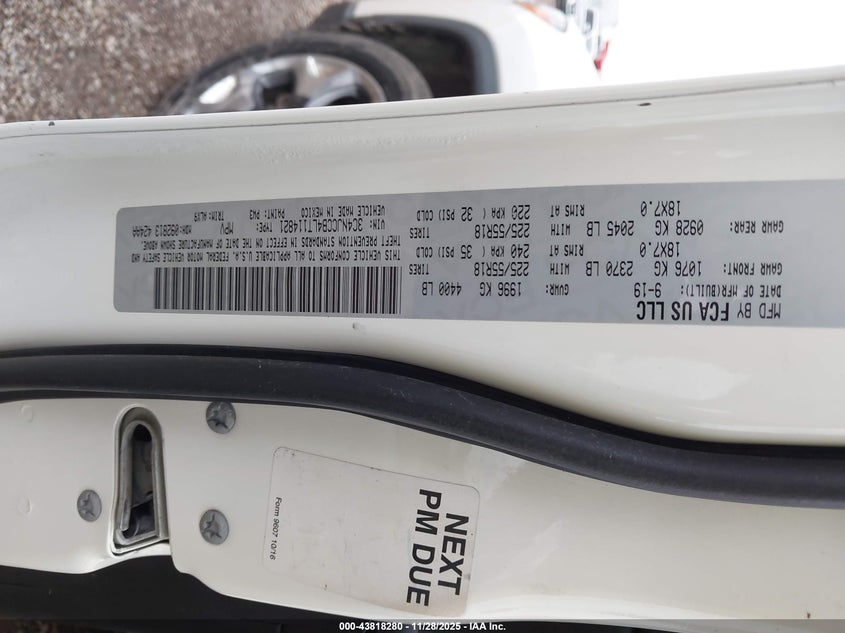 MFD BY FCA US LLC
DATE OF MFR(BUILT): 9-19
GVWR: 1996 KG 4400 LB
GAWR FRONT: 1076 KG 2370 LB
WITH TIRES 225/55R18
RIMS AT 18X7.0 240 KPA ( 35 PSI) COLD
GAWR REAR: 0928 KG 2045 LB
WITH TIRES 225/55R18
RIMS AT 18X7.0 220 KPA ( 32 PSI) COLD
THIS VEHICLE CONFORMS TO ALL APPLICABLE U.S.A. FEDERAL MOTOR VEHICLE SAFETY AND
THEFT PREVENTION STANDARDS IN EFFECT ON THE DATE OF MANUFACTURE SHOWN ABOVE.
VIN: 3C4NJCCB4LT114821 TYPE: MPV MDH: 092813 424AA
VEHICLE MADE IN MEXICO PAINT: PW3 TRIM: ALX9
NEXT
PM DUE
Form 9607 10/16
000-43818280 - 11/28/2025 - IAA Inc.